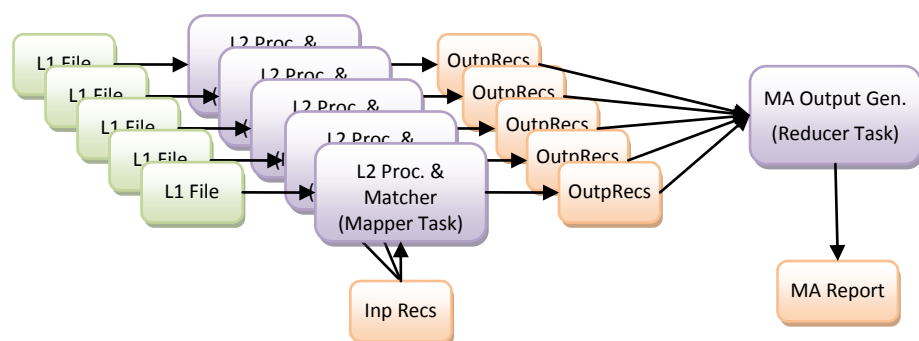 L1 File
L1 File
L1 File
L1 File
L1 File
L2 Proc. &
L2 Proc. &
(
L2 Proc. &
(
L2 Proc. &
(
L2 Proc. &
Matcher
(Mapper Task)
(
OutpRecs
OutpRecs
OutpRecs
OutpRecs
OutpRecs
Inp Recs
MA Output Gen.
(Reducer Task)
MA Report